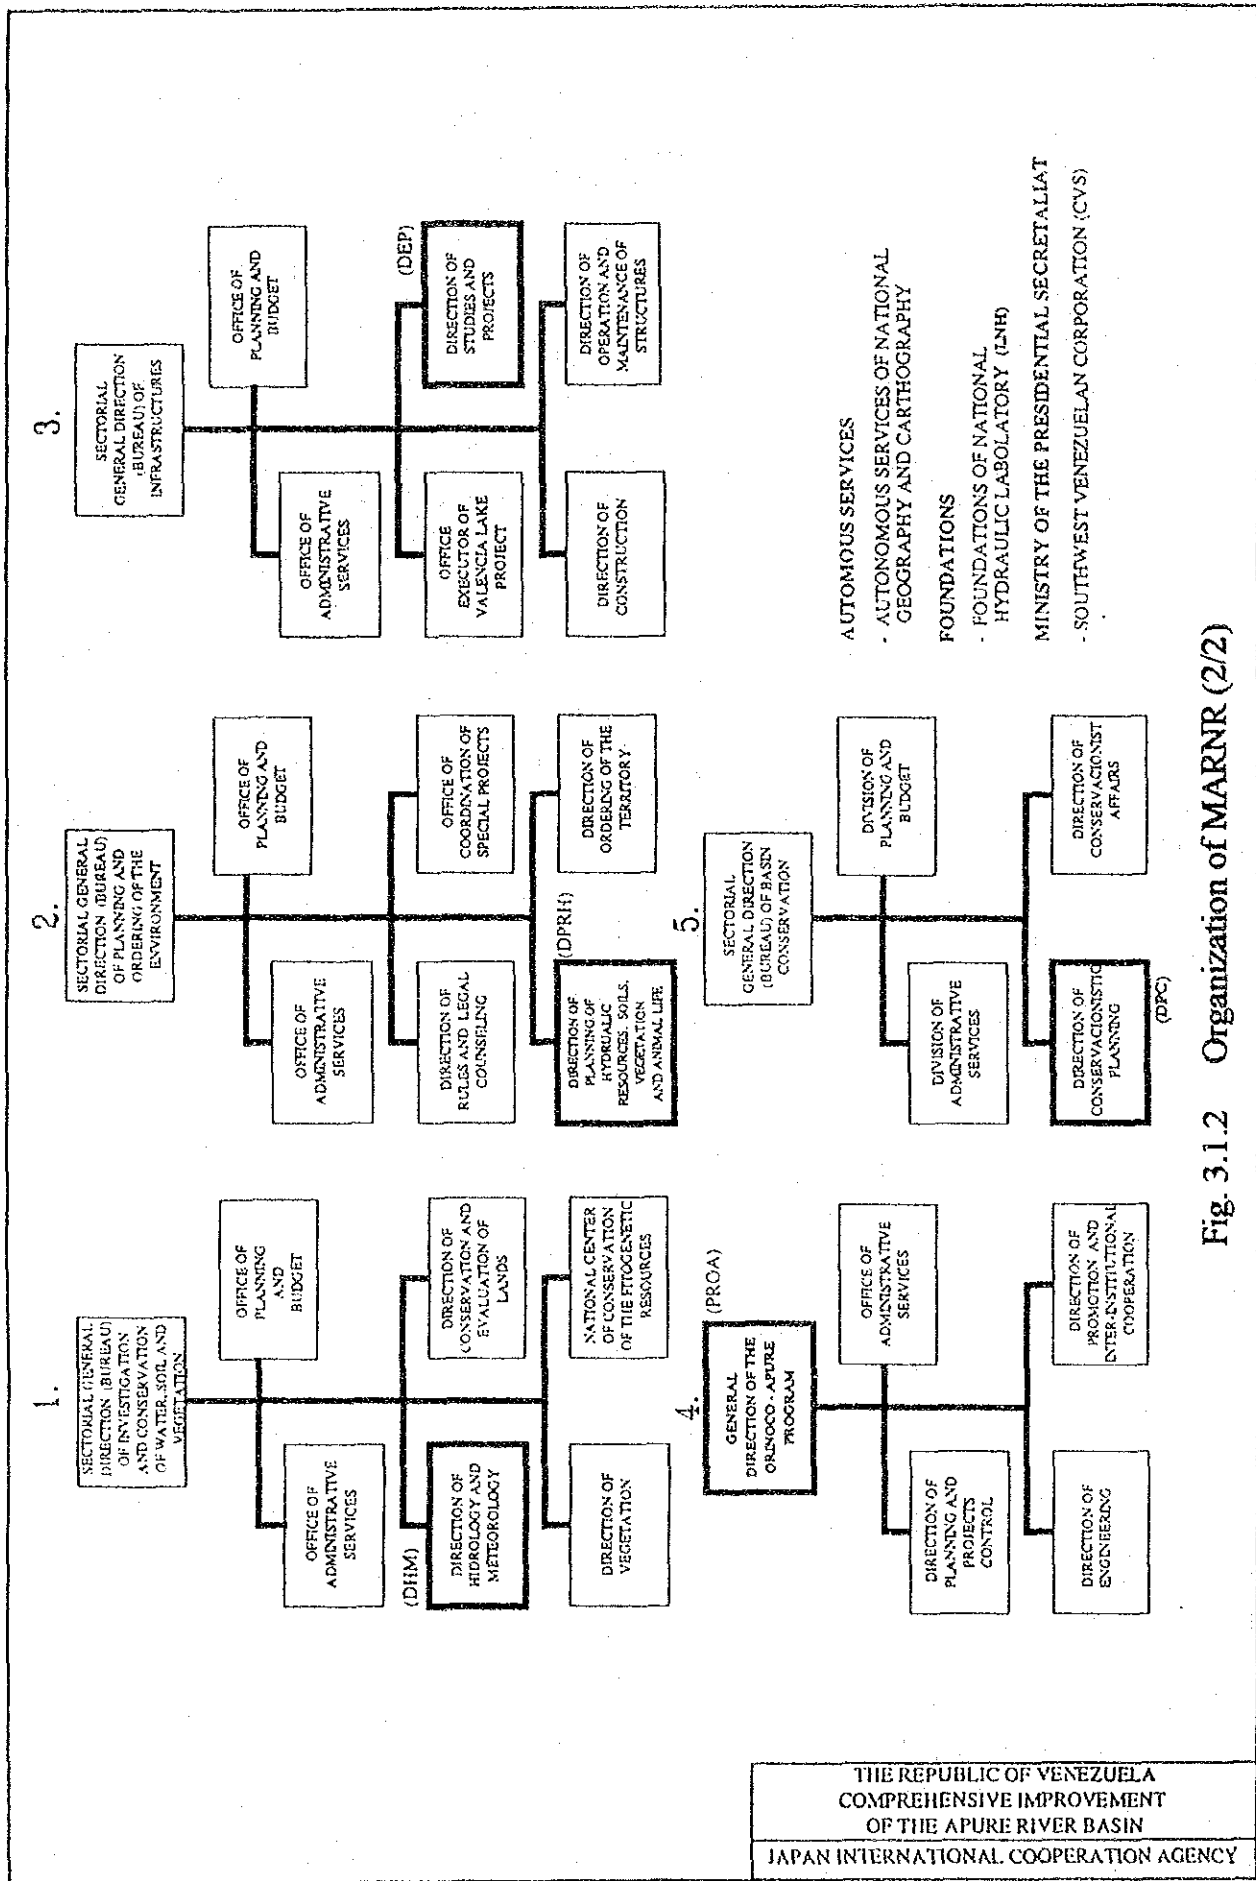 1.
SECTORIAL GENERAL
DIRECTION (BUREAU)
OF INVESTIGATION
AND CONSERVATION
OF WATER, SOIL AND
VEGETATION
OFFICE OF
ADMINISTRATIVE
SERVICES
OFFICE OF
PLANNING
AND
BUDGET
(DHM)
DIRECTION OF
HIDROLOGY AND
METEOROLOGY
DIRECTION OF
CONSERVATION AND
EVALUATION OF
LANDS
DIRECTION OF
VEGETATION
NATIONAL CENTER
OF CONSERVATION
OF THE FITOGENETIC
RESOURCES
2.
SECTORIAL GENERAL
DIRECTION (BUREAU)
OF PLANNING AND
ORDERING OF THE
ENVIRONMENT
OFFICE OF
ADMINISTRATIVE
SERVICES
OFFICE OF
PLANNING AND
BUDGET
DIRECTION OF
RULES AND LEGAL
COUNSELING
OFFICE OF
COORDINATION OF
SPECIAL PROJECTS
(DPRH)
DIRECTION OF
PLANNING OF
HYDRUALIC
RESOURCES, SOILS,
VEGETATION
AND ANIMAL LIFE
DIRECTION OF
ORDERING OF THE
TERRITORY
3.
SECTORIAL
GENERAL DIRECTION
(BUREAU) OF
INFRASTRUCTURES
OFFICE OF
ADMINISTRATIVE
SERVICES
OFFICE OF
PLANNING AND
BUDGET
OFFICE
EXECUTOR OF
VALENCIA LAKE
PROJECT
(DEP)
DIRECTION OF
STUDIES AND
PROJECTS
DIRECTION OF
CONSTRUCTION
DIRECTION OF
OPERATION AND
MAINTENANCE OF
STRUCTURES
4.
(PROA)
GENERAL
DIRECTION OF THE
ORINOCO - APURE
PROGRAM
DIRECTION OF
PLANNING AND
PROJECTS
CONTROL
OFFICE OF
ADMINISTRATIVE
SERVICES
DIRECTION OF
ENGINEERING
DIRECTION OF
PROMOTION AND
INTER-INSTITUTIONAL
COOPERATION
5.
SECTORIAL
GENERAL DIRECTION
(BUREAU) OF BASIN
CONSERVATION
DIVISION OF
ADMINISTRATIVE
SERVICES
DIVISION OF
PLANNING AND
BUDGET
DIRECTION OF
CONSERVACIONISTIC
PLANNING
(DPC)
DIRECTION OF
CONSERVACIONIST
AFFAIRS
AUTOMOUS SERVICES
- AUTONOMOUS SERVICES OF NATIONAL
GEOGRAPHY AND CARTHOGRAPHY
FOUNDATIONS
- FOUNDATIONS OF NATIONAL
HYDRAULIC LABOLATORY (LNH)
MINISTRY OF THE PRESIDENTIAL SECRETALIAT
- SOUTHWEST VENEZUELAN CORPORATION (CVS)
Fig. 3.1.2 Organization of MARNR (2/2)
THE REPUBLIC OF VENEZUELA
COMPREHENSIVE IMPROVEMENT
OF THE APURE RIVER BASIN
JAPAN INTERNATIONAL COOPERATION AGENCY